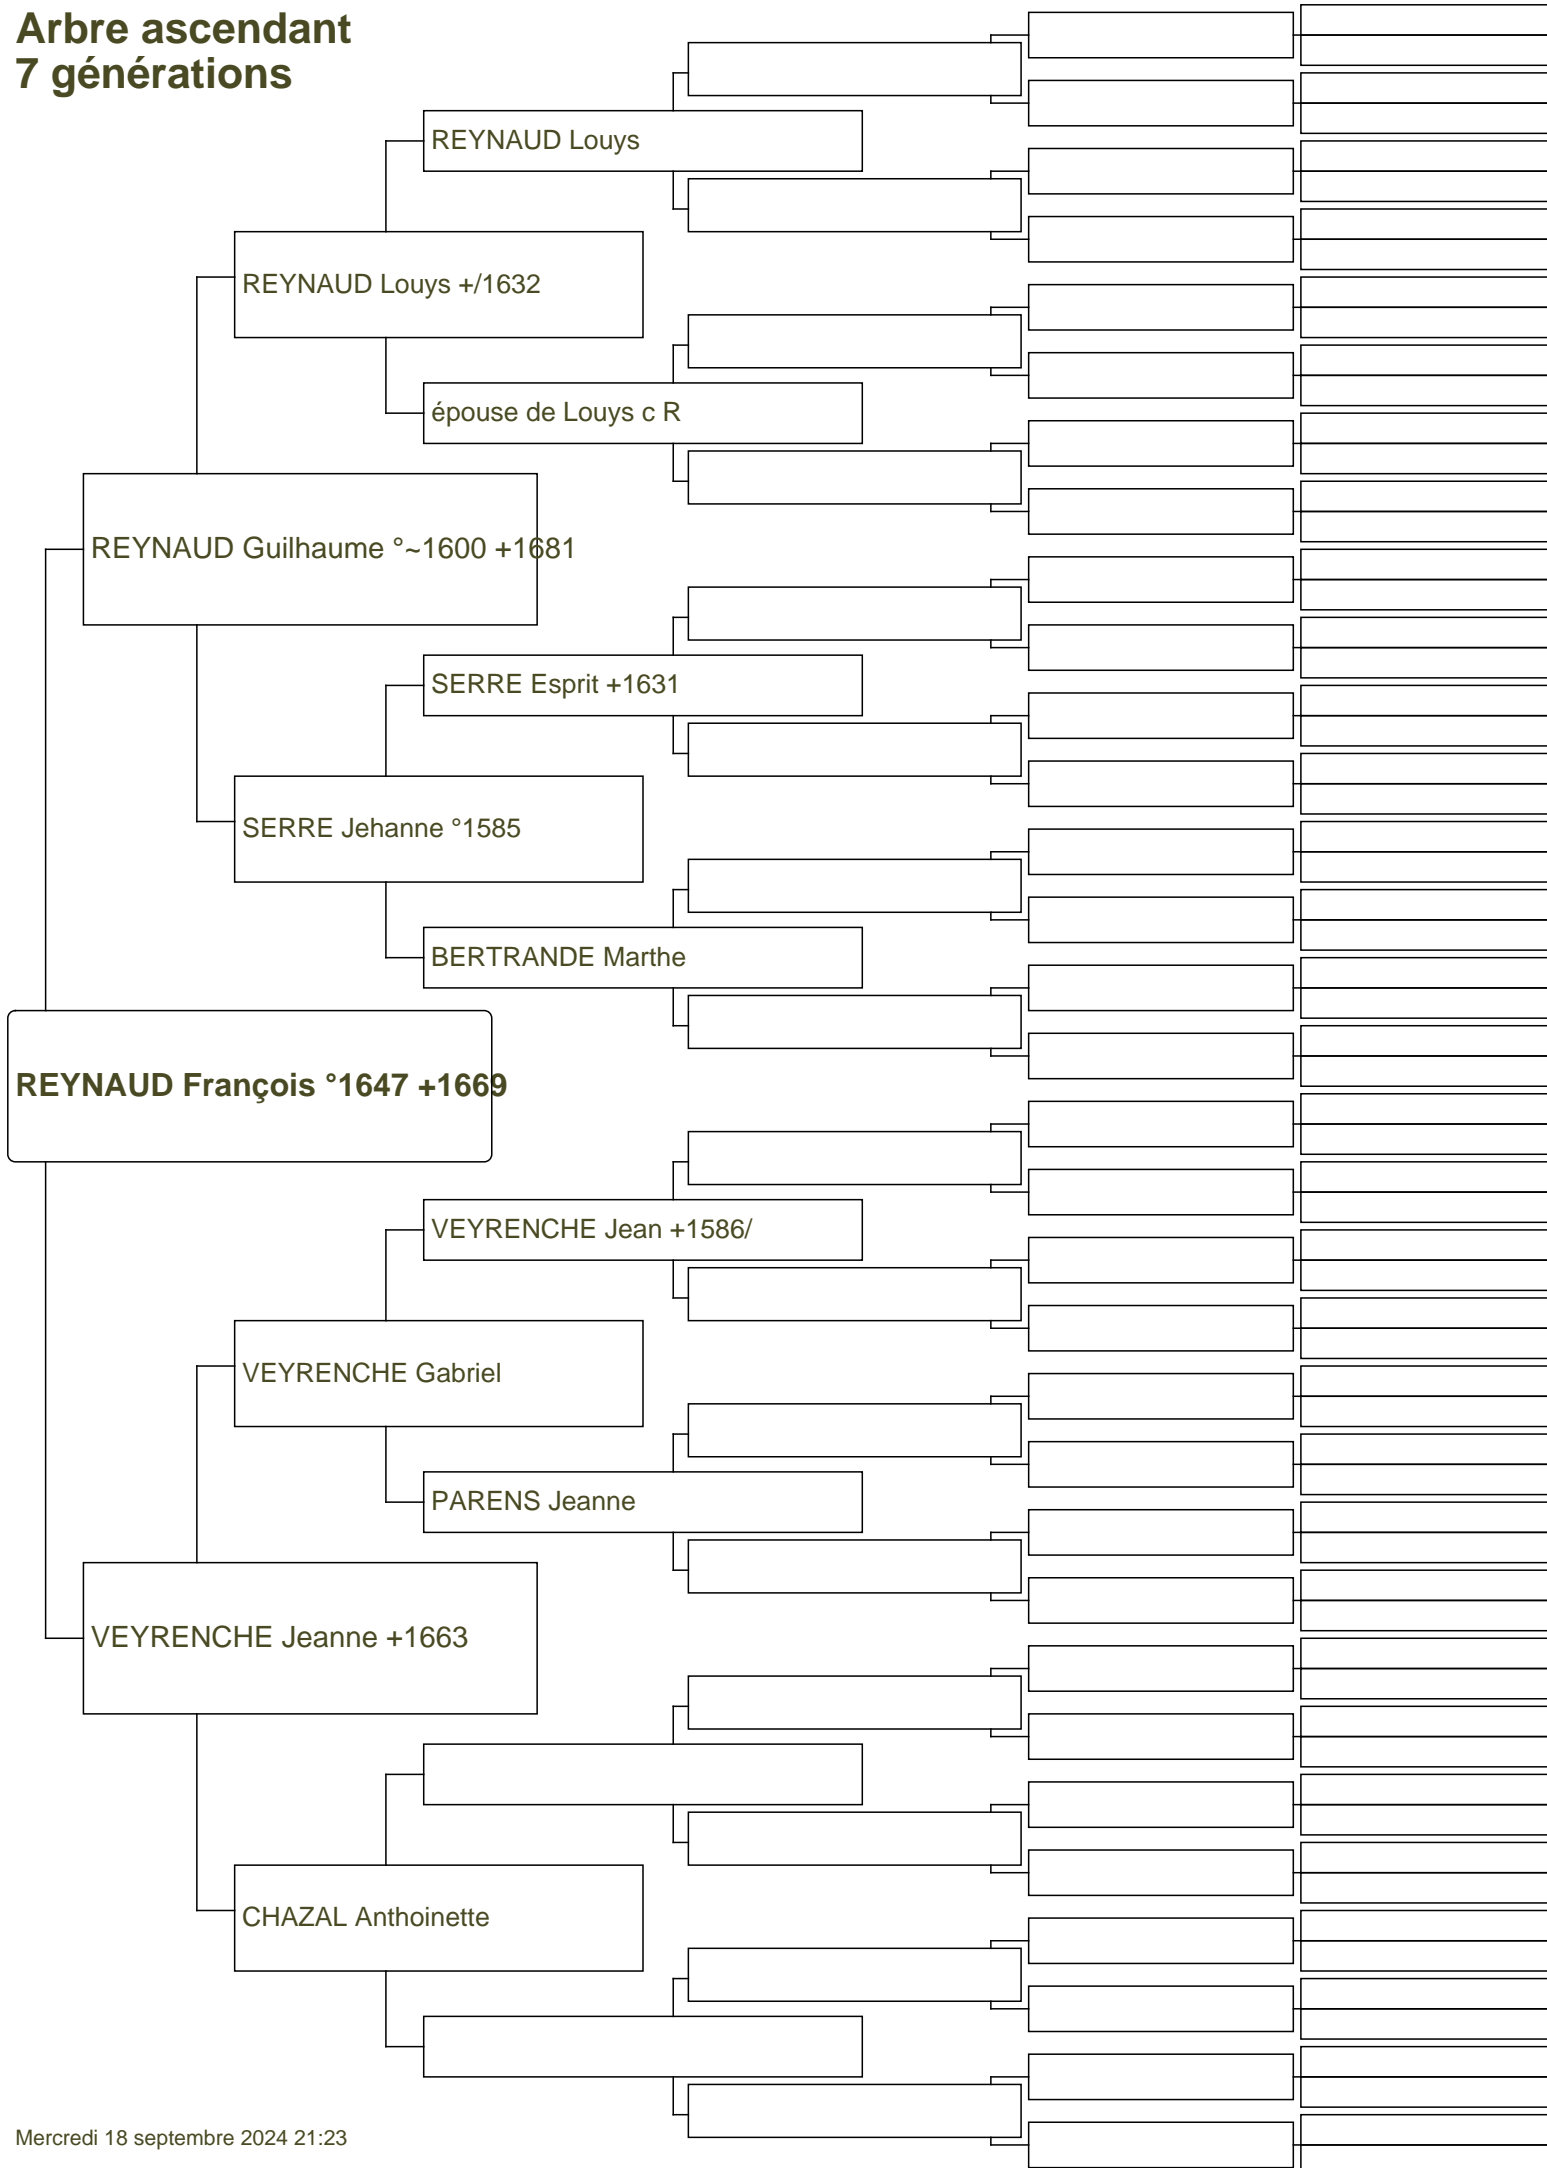 Arbre ascendant
7 générations
REYNAUD Louys
REYNAUD Louys +/1632
épouse de Louys c R
REYNAUD Guilhaume °~1600 +1681
SERRE Esprit +1631
SERRE Jehanne °1585
BERTRANDE Marthe
REYNAUD François °1647 +1669
VEYRENCHE Jean +1586/
VEYRENCHE Gabriel
PARENS Jeanne
VEYRENCHE Jeanne +1663
CHAZAL Anthoinette
Mercredi 18 septembre 2024 21:23